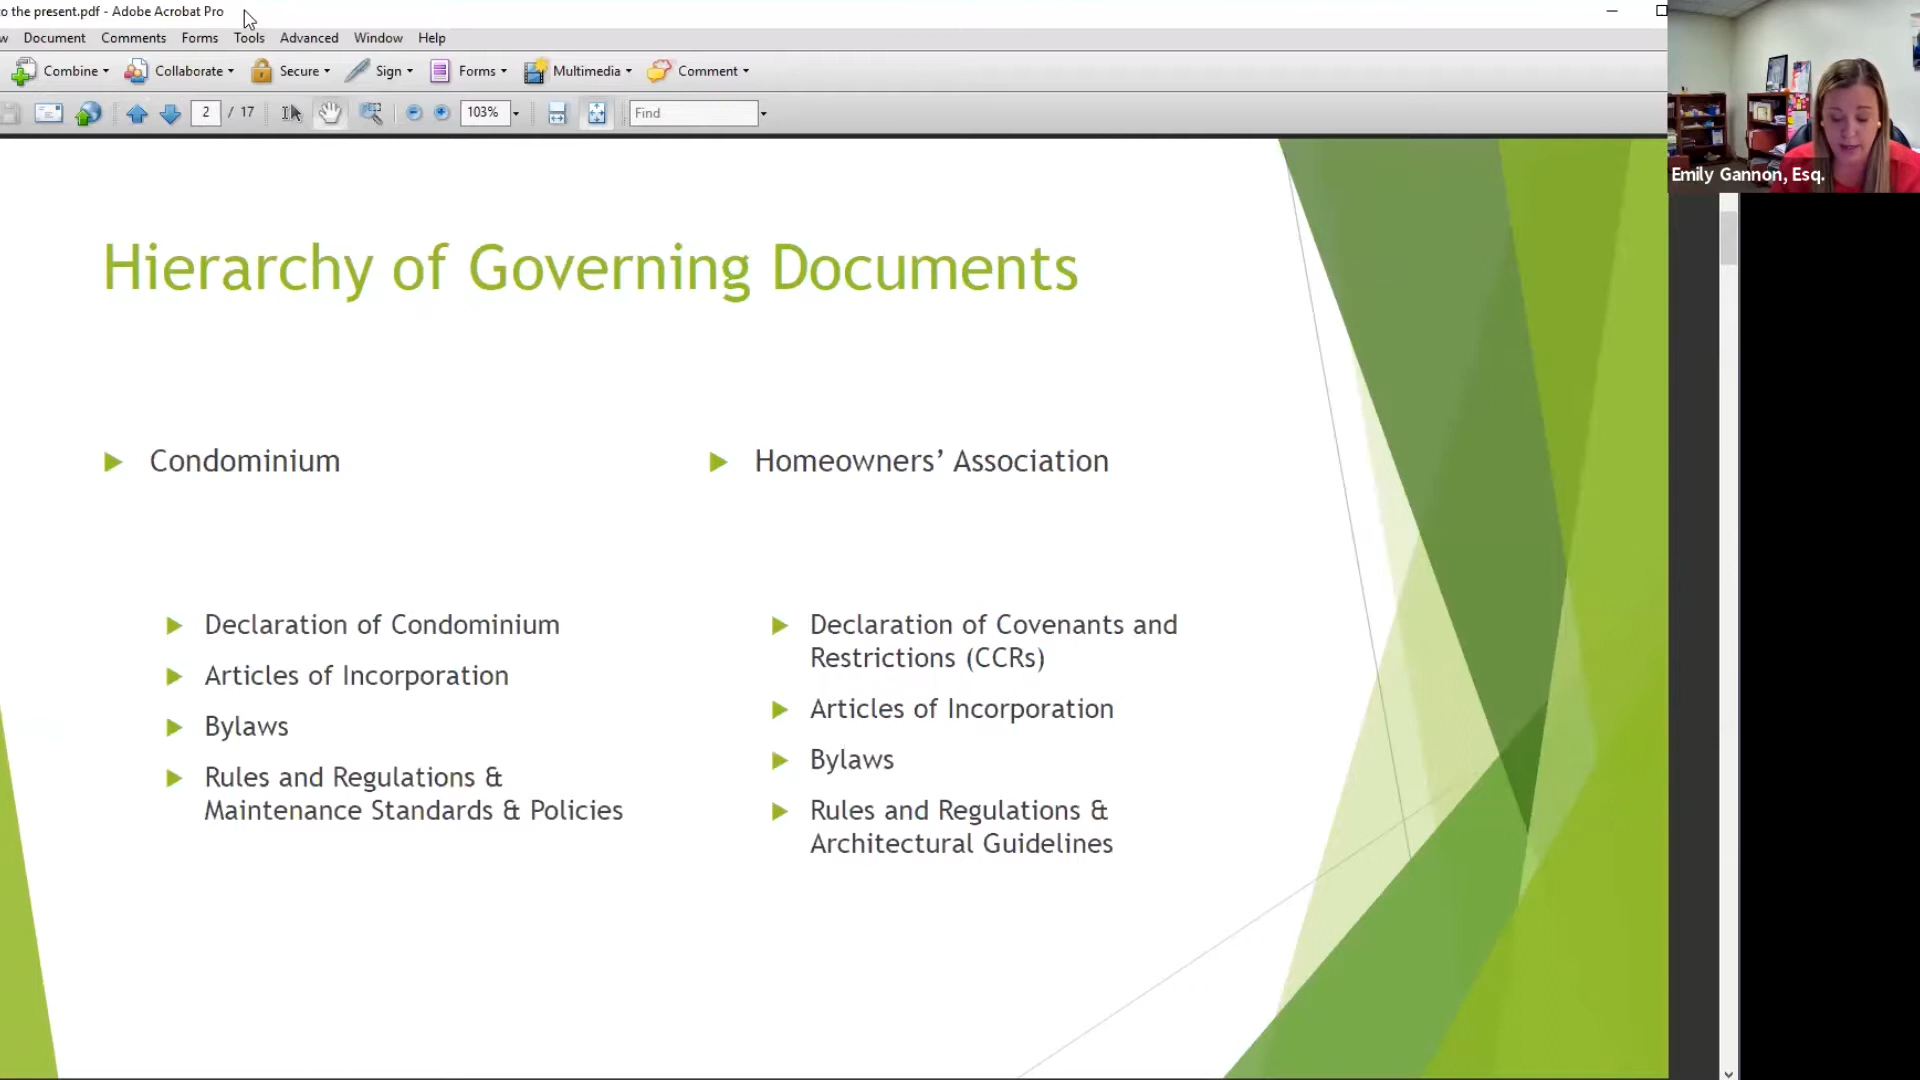 o the present.pdf - Adobe Acrobat Pro
w Document Comments Forms Tools Advanced Window Help
Combine Collaborate Secure Sign Forms Multimedia Comment
2 / 17 103% Find
Emily Gannon, Esq.
Hierarchy of Governing Documents
Condominium
Declaration of Condominium
Articles of Incorporation
Bylaws
Rules and Regulations &
Maintenance Standards & Policies
Homeowners’ Association
Declaration of Covenants and
Restrictions (CCRs)
Articles of Incorporation
Bylaws
Rules and Regulations &
Architectural Guidelines